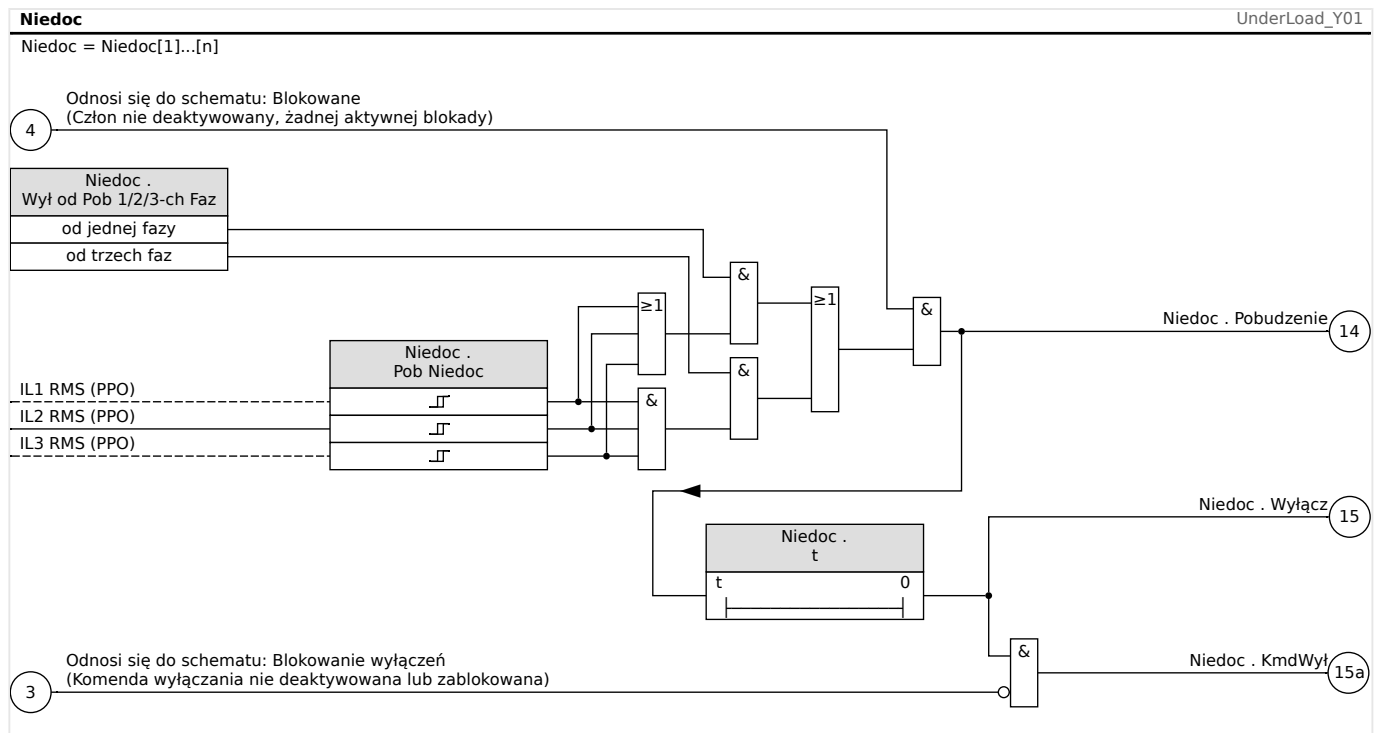 Niedoc
UnderLoad_Y01
Niedoc = Niedoc[1]...[n]
Odnosi się do schematu: Blokowane
(Człon nie deaktywowany, żadnej aktywnej blokady)
4
Niedoc .
Wył od Pob 1/2/3-ch Faz
od jednej fazy
od trzech faz
&
≥1
≥1
&
Niedoc . Pobudzenie
14
Niedoc .
Pob Niedoc
&
IL1 RMS (PPO)
&
IL2 RMS (PPO)
IL3 RMS (PPO)
Niedoc . Wyłącz
15
Niedoc .
t
t
0
Odnosi się do schematu: Blokowanie wyłączeń
(Komenda wyłączania nie deaktywowana lub zablokowana)
3
&
Niedoc . KmdWył
15a